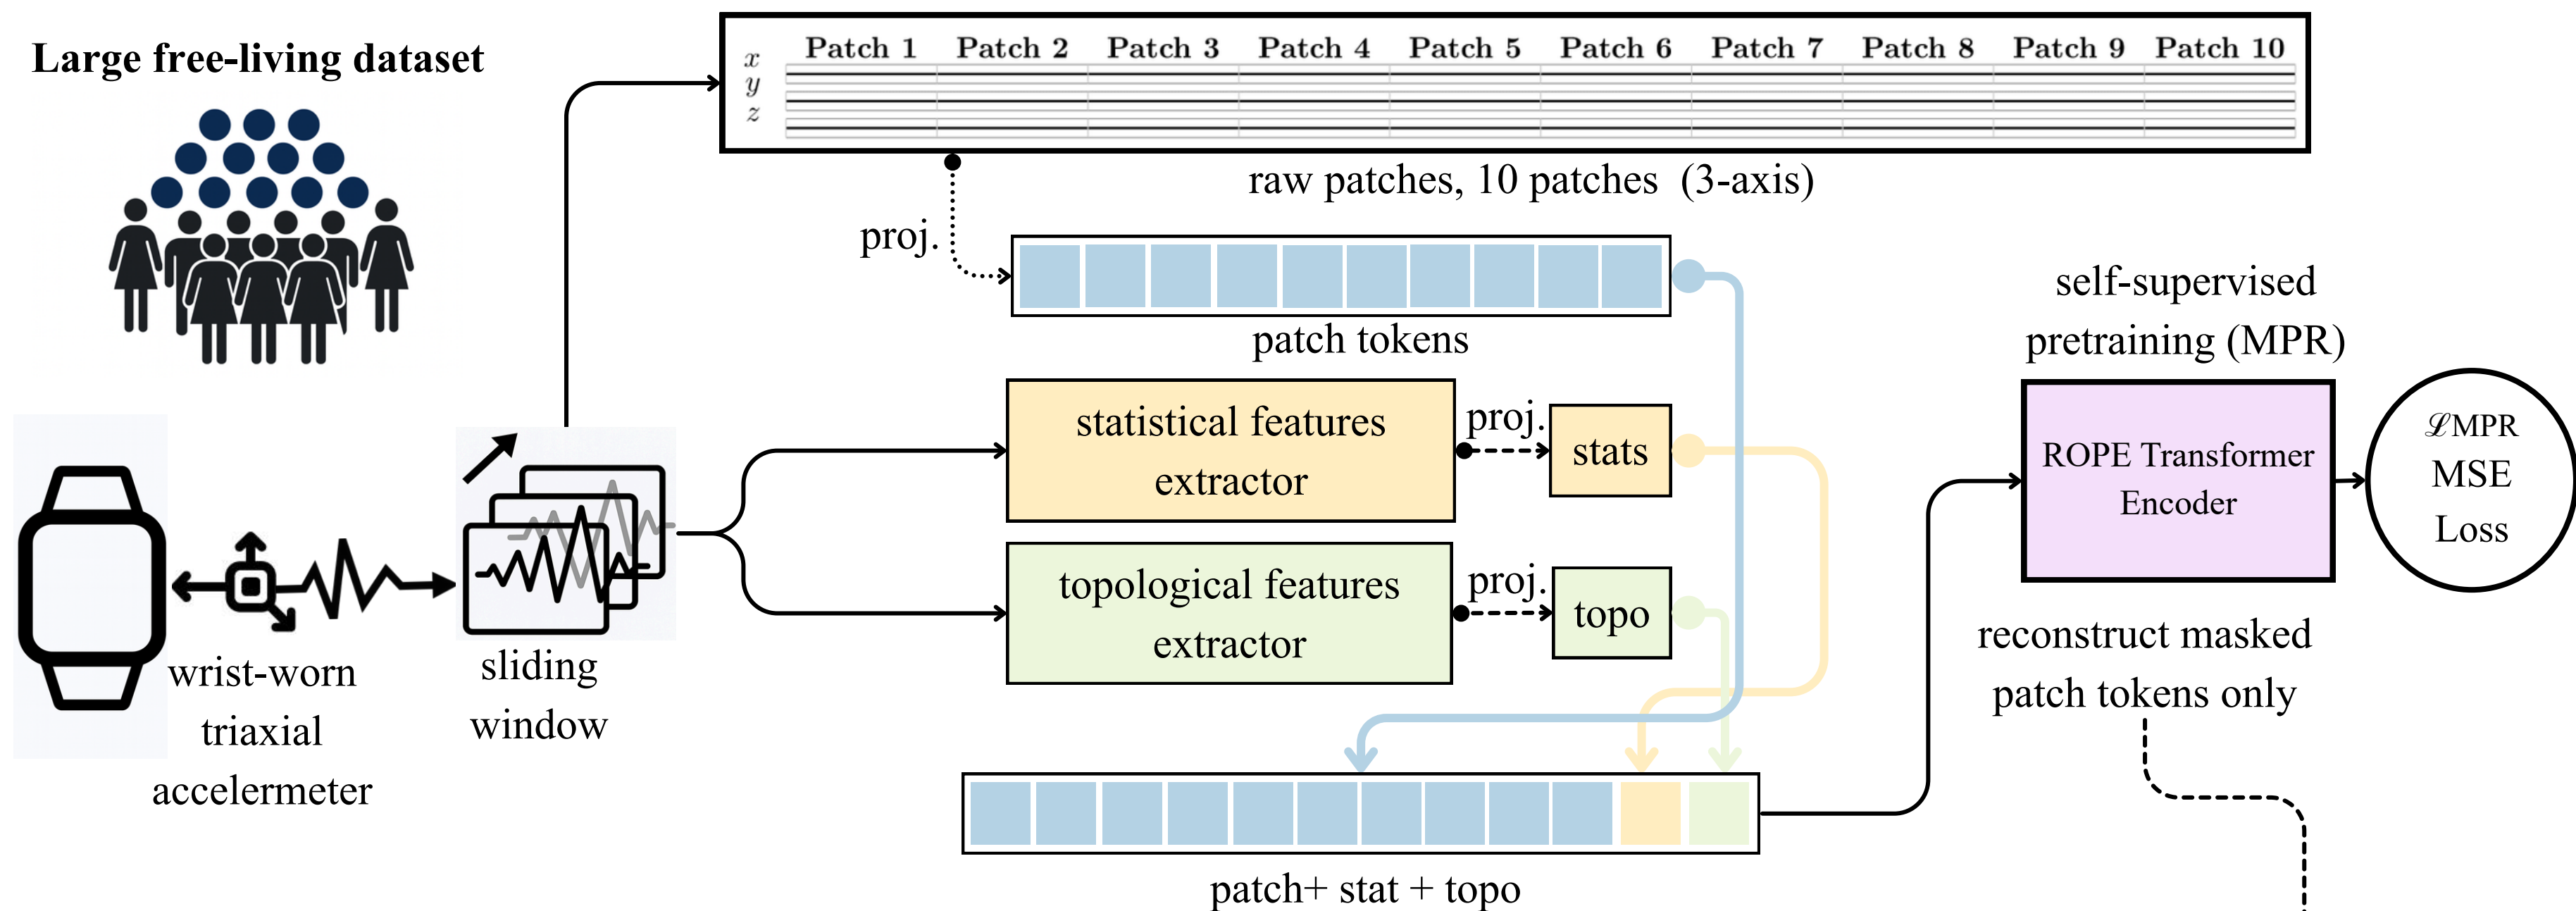 Large free-living dataset
Patch 1 Patch 2 Patch 3 Patch 4 Patch 5 Patch 6 Patch 7 Patch 8 Patch 9 Patch 10
x
y
z
raw patches, 10 patches (3-axis)
proj.
patch tokens
statistical features
extractor
proj.
stats
topological features
extractor
proj.
topo
wrist-worn
triaxial
accelermeter
sliding
window
patch+ stat + topo
self-supervised
pretraining (MPR)
ROPE Transformer
Encoder
ℒMPR
MSE
Loss
reconstruct masked
patch tokens only